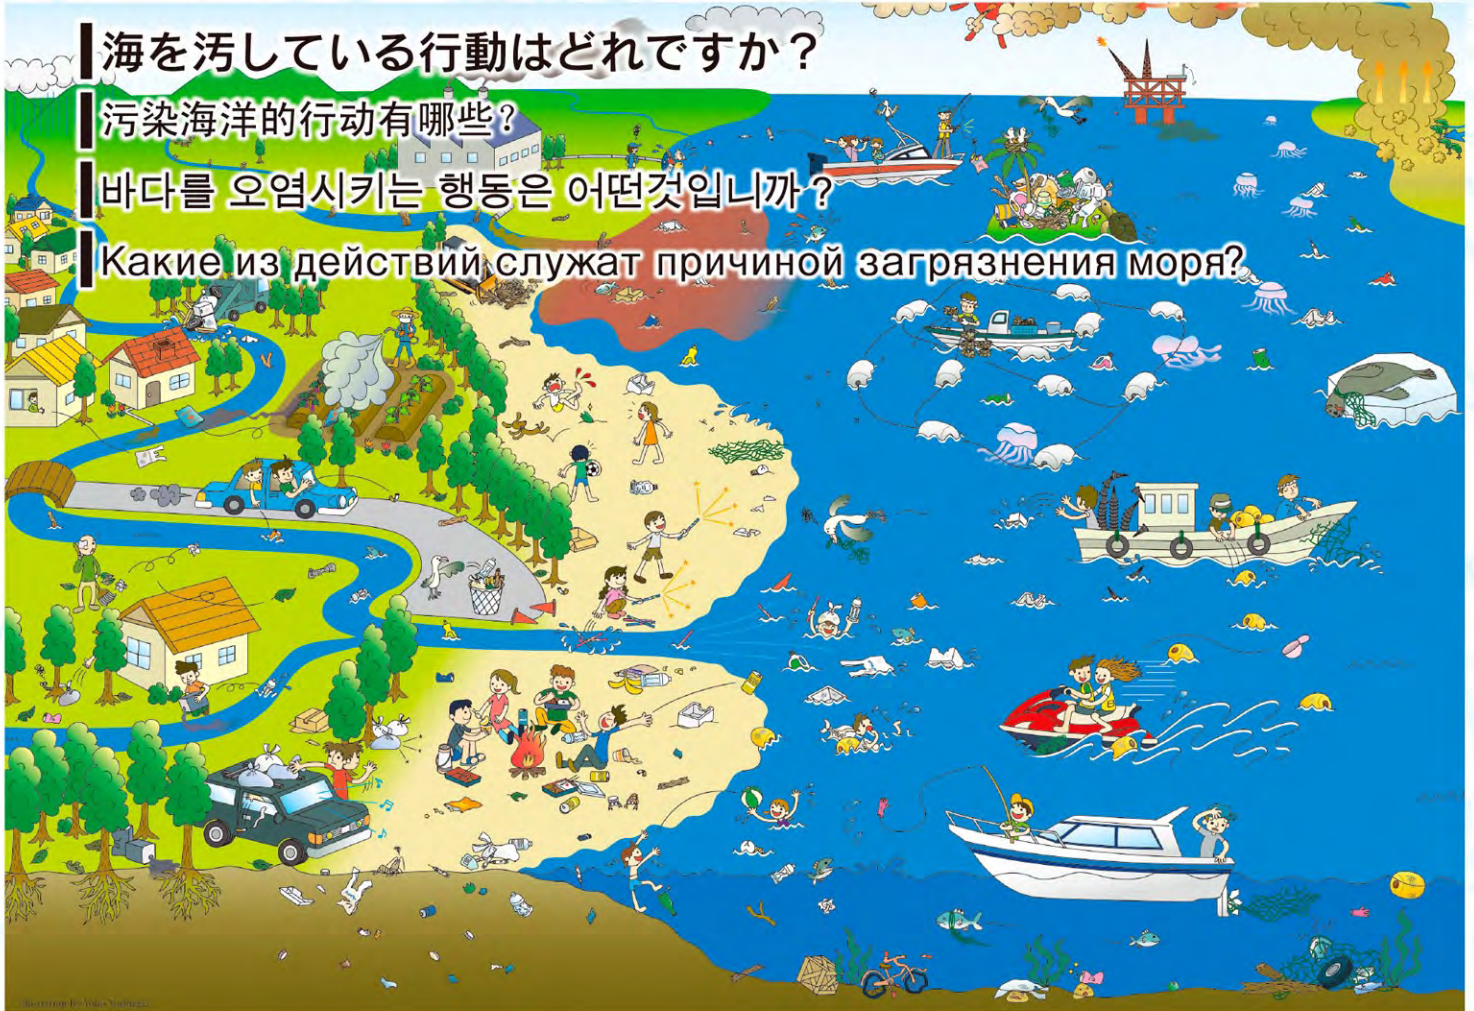 海を汚している行動はどれですか？
污染海洋的行动有哪些？
바다를 오염시키는 행동은 어떤것입니까？
Какие из действий служат причиной загрязнения моря?